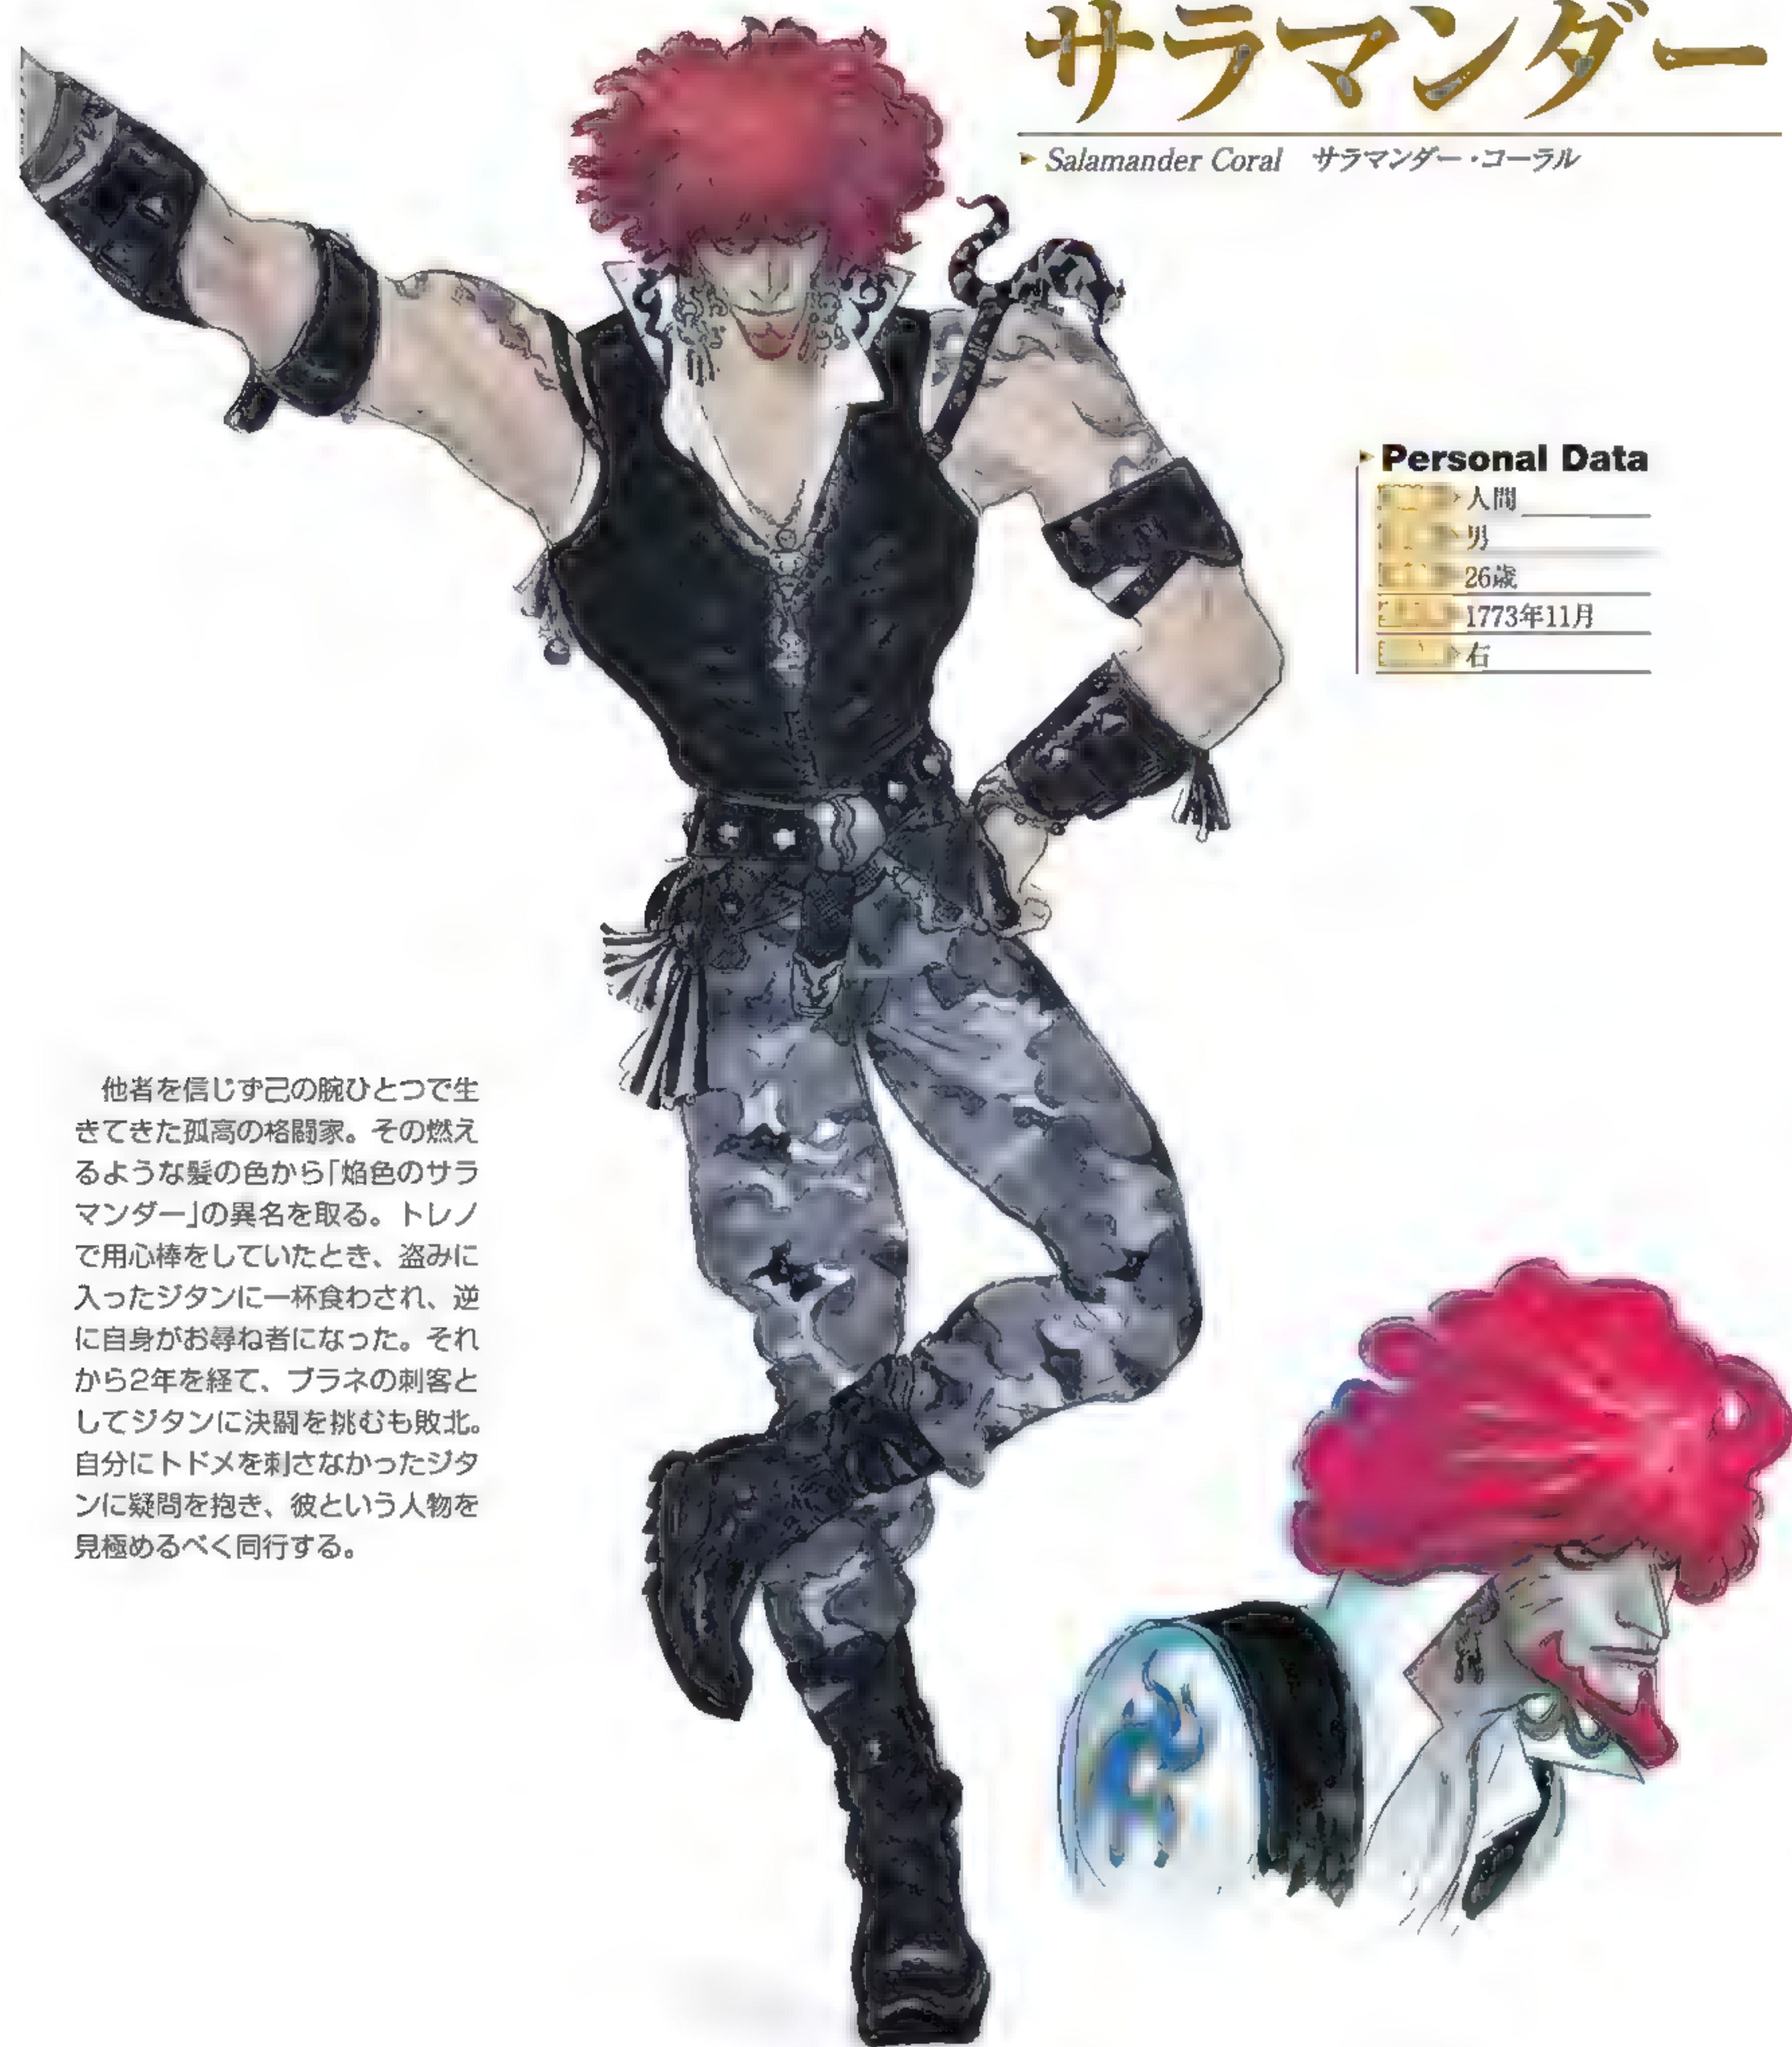 サラマンダー
Salamander Coral　サラマンダー・コーラル
Personal Data
人間
男
26歳
1773年11月
右
他者を信じず己の腕ひとつで生
きてきた孤高の格闘家。その燃え
るような髪の色から「焔色のサラ
マンダー」の異名を取る。トレノ
で用心棒をしていたとき、盗みに
入ったジタンに一杯食わされ、逆
に自身がお尋ね者になった。それ
から2年を経て、ブラネの刺客と
してジタンに決闘を挑むも敗北。
自分にトドメを刺さなかったジタ
ンに疑問を抱き、彼という人物を
見極めるべく同行する。